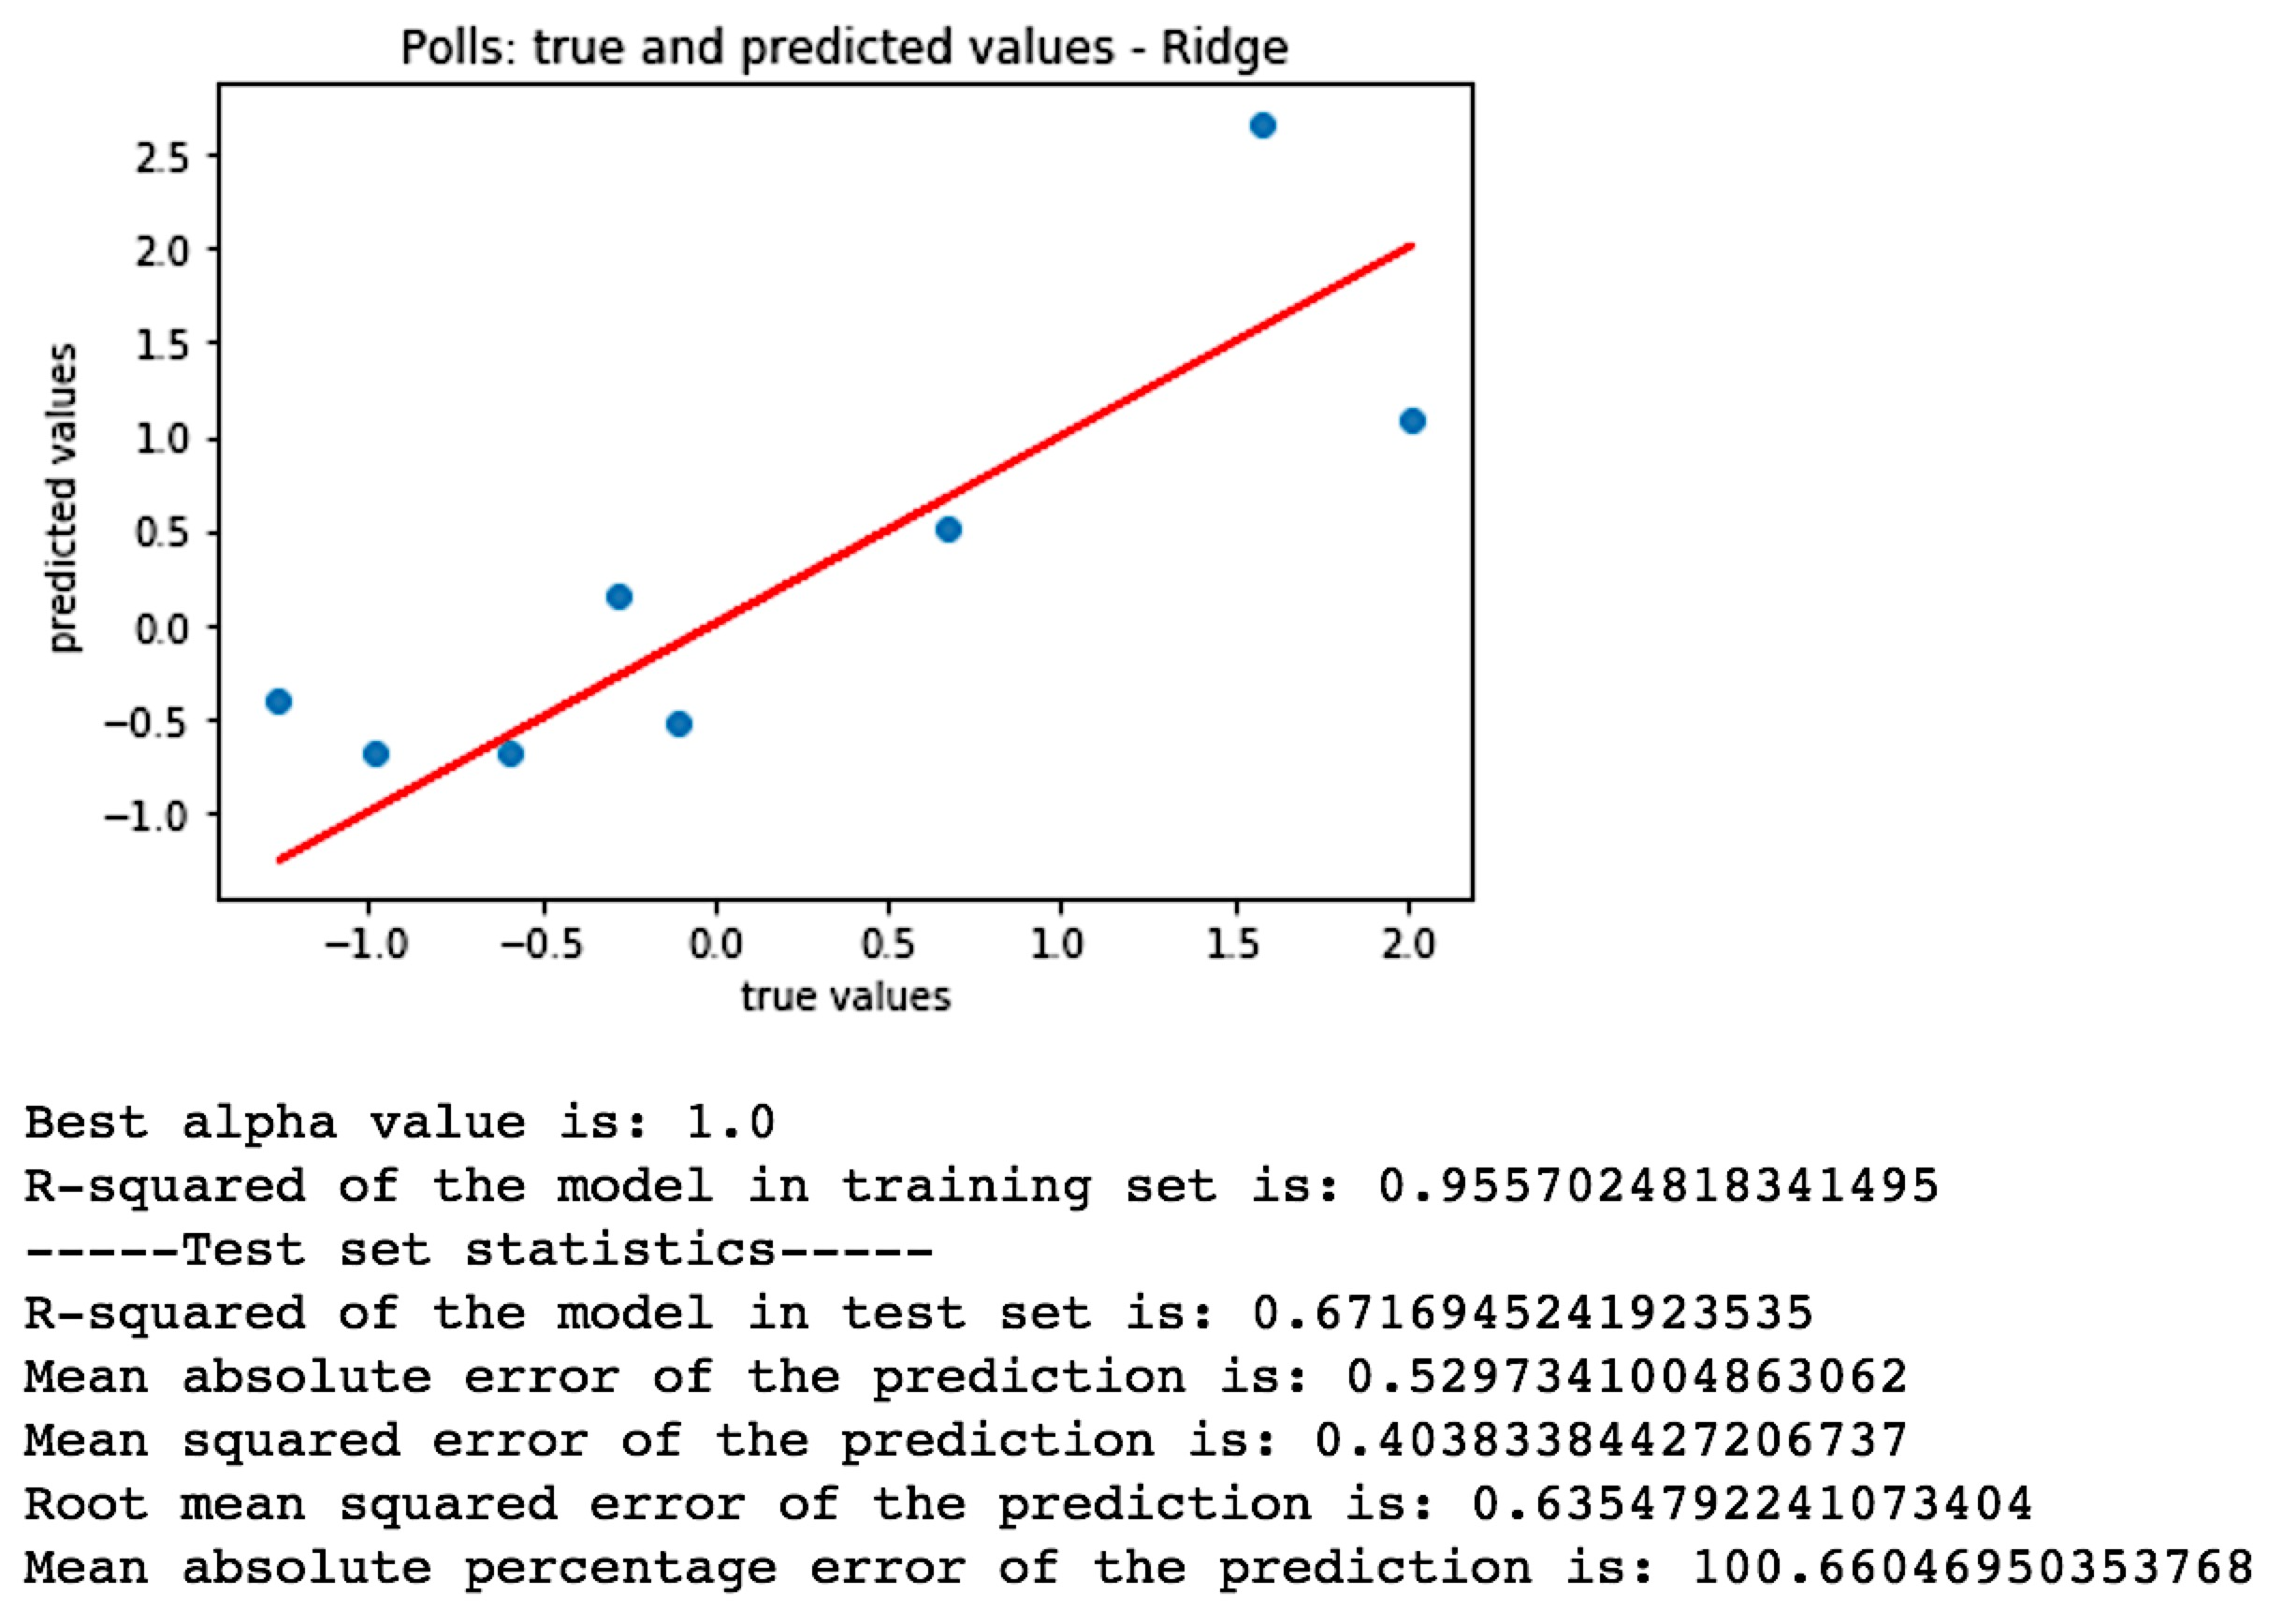 Polls: true and predicted values - Ridge
2.5
2.0
1.5
1.0
0.5
0.0
−0.5
−1.0
predicted values
−1.0 −0.5 0.0 0.5 1.0 1.5 2.0
true values
Best alpha value is: 1.0
R-squared of the model in training set is: 0.9557024818341495
-----Test set statistics-----
R-squared of the model in test set is: 0.6716945241923535
Mean absolute error of the prediction is: 0.5297341004863062
Mean squared error of the prediction is: 0.40383384427206737
Root mean squared error of the prediction is: 0.6354792241073404
Mean absolute percentage error of the prediction is: 100.66046950353768